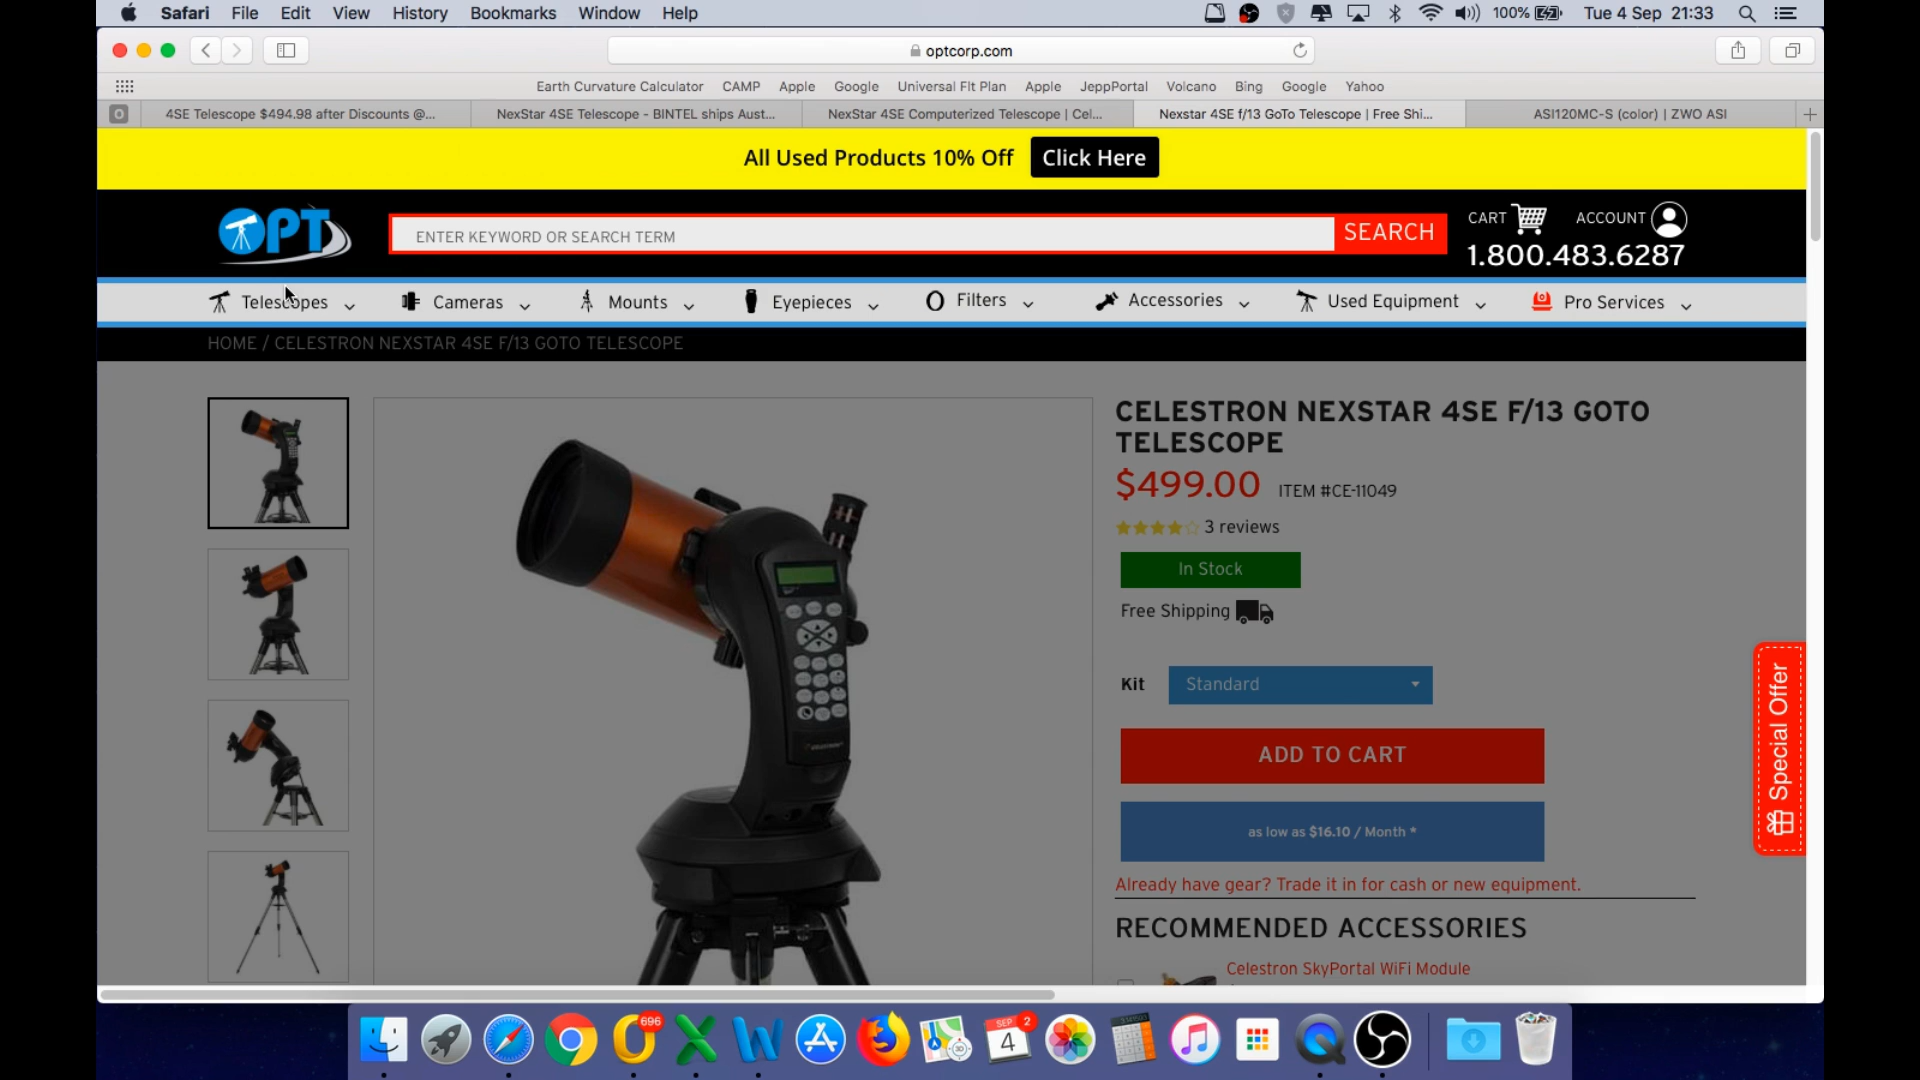 Safari File Edit View History Bookmarks Window Help
100% Tue 4 Sep 21:33
optcorp.com
Earth Curvature Calculator CAMP Apple Google Universal Flt Plan Apple JeppPortal Volcano Bing Google Yahoo
O 4SE Telescope $494.98 after Discounts @... NexStar 4SE Telescope - BINTEL ships Aust... NexStar 4SE Computerized Telescope | Cel... Nexstar 4SE f/13 GoTo Telescope | Free Shi... ASI120MC-S (color) | ZWO ASI
All Used Products 10% Off Click Here
OPT
ENTER KEYWORD OR SEARCH TERM SEARCH
CART ACCOUNT
1.800.483.6287
Telescopes Cameras Mounts Eyepieces Filters Accessories Used Equipment Pro Services
HOME / CELESTRON NEXSTAR 4SE F/13 GOTO TELESCOPE
CELESTRON NEXSTAR 4SE F/13 GOTO
TELESCOPE
$499.00 ITEM #CE-11049
3 reviews
In Stock
Free Shipping
Kit Standard
ADD TO CART
as low as $16.10 / Month *
Already have gear? Trade it in for cash or new equipment.
RECOMMENDED ACCESSORIES
Celestron SkyPortal WiFi Module
Special Offer
696
SEP
4
2